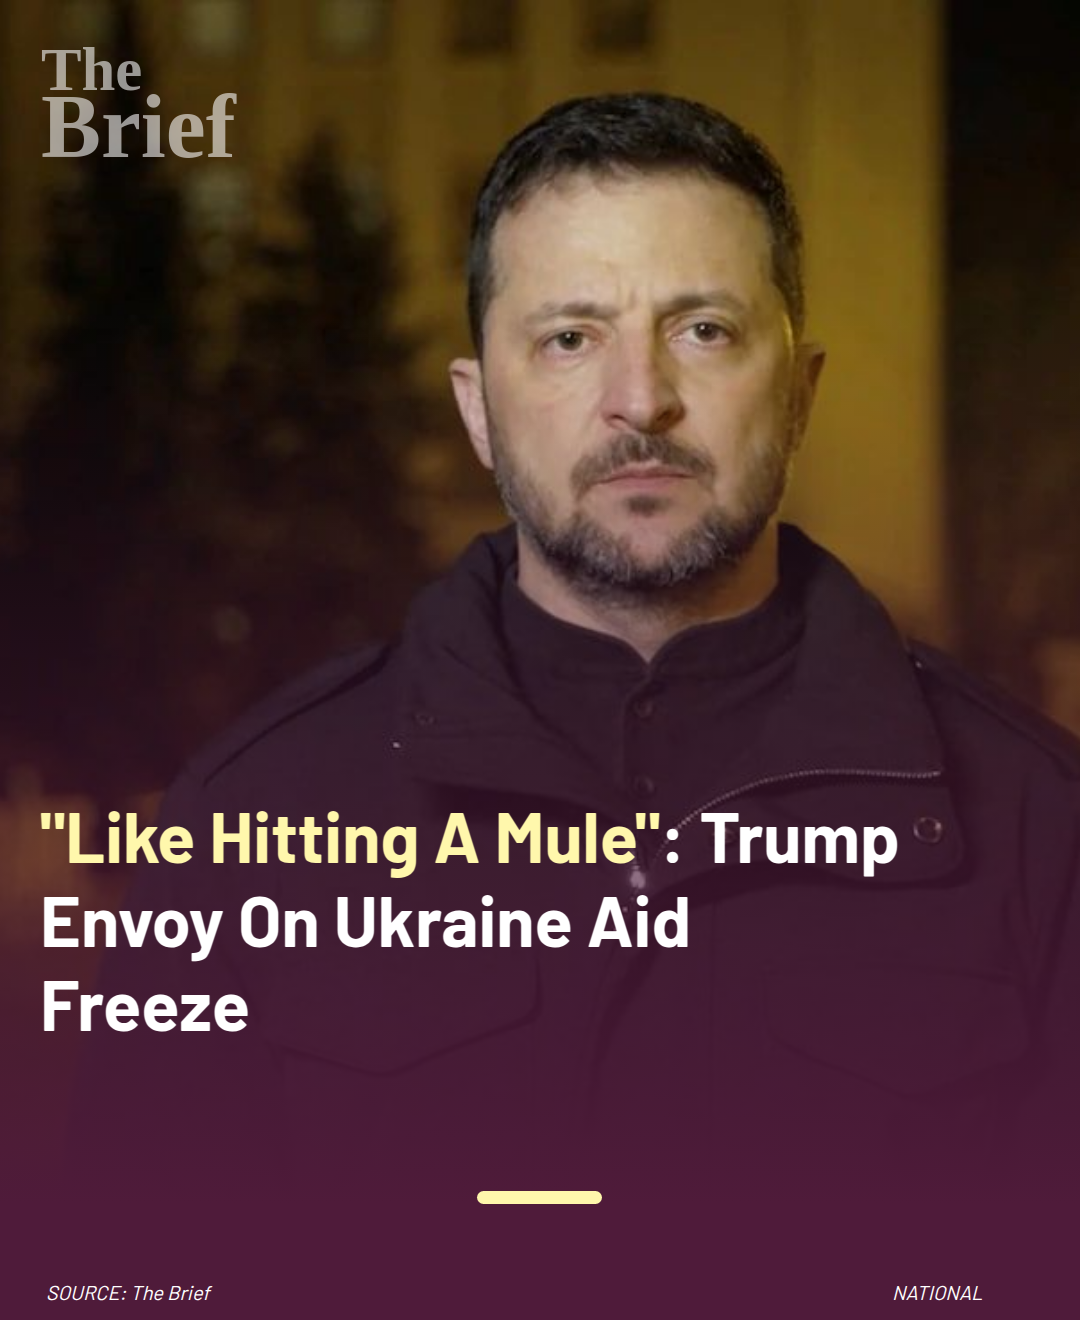 The
Brief
"Like Hitting A Mule": Trump
Envoy On Ukraine Aid
Freeze
SOURCE: The Brief
NATIONAL